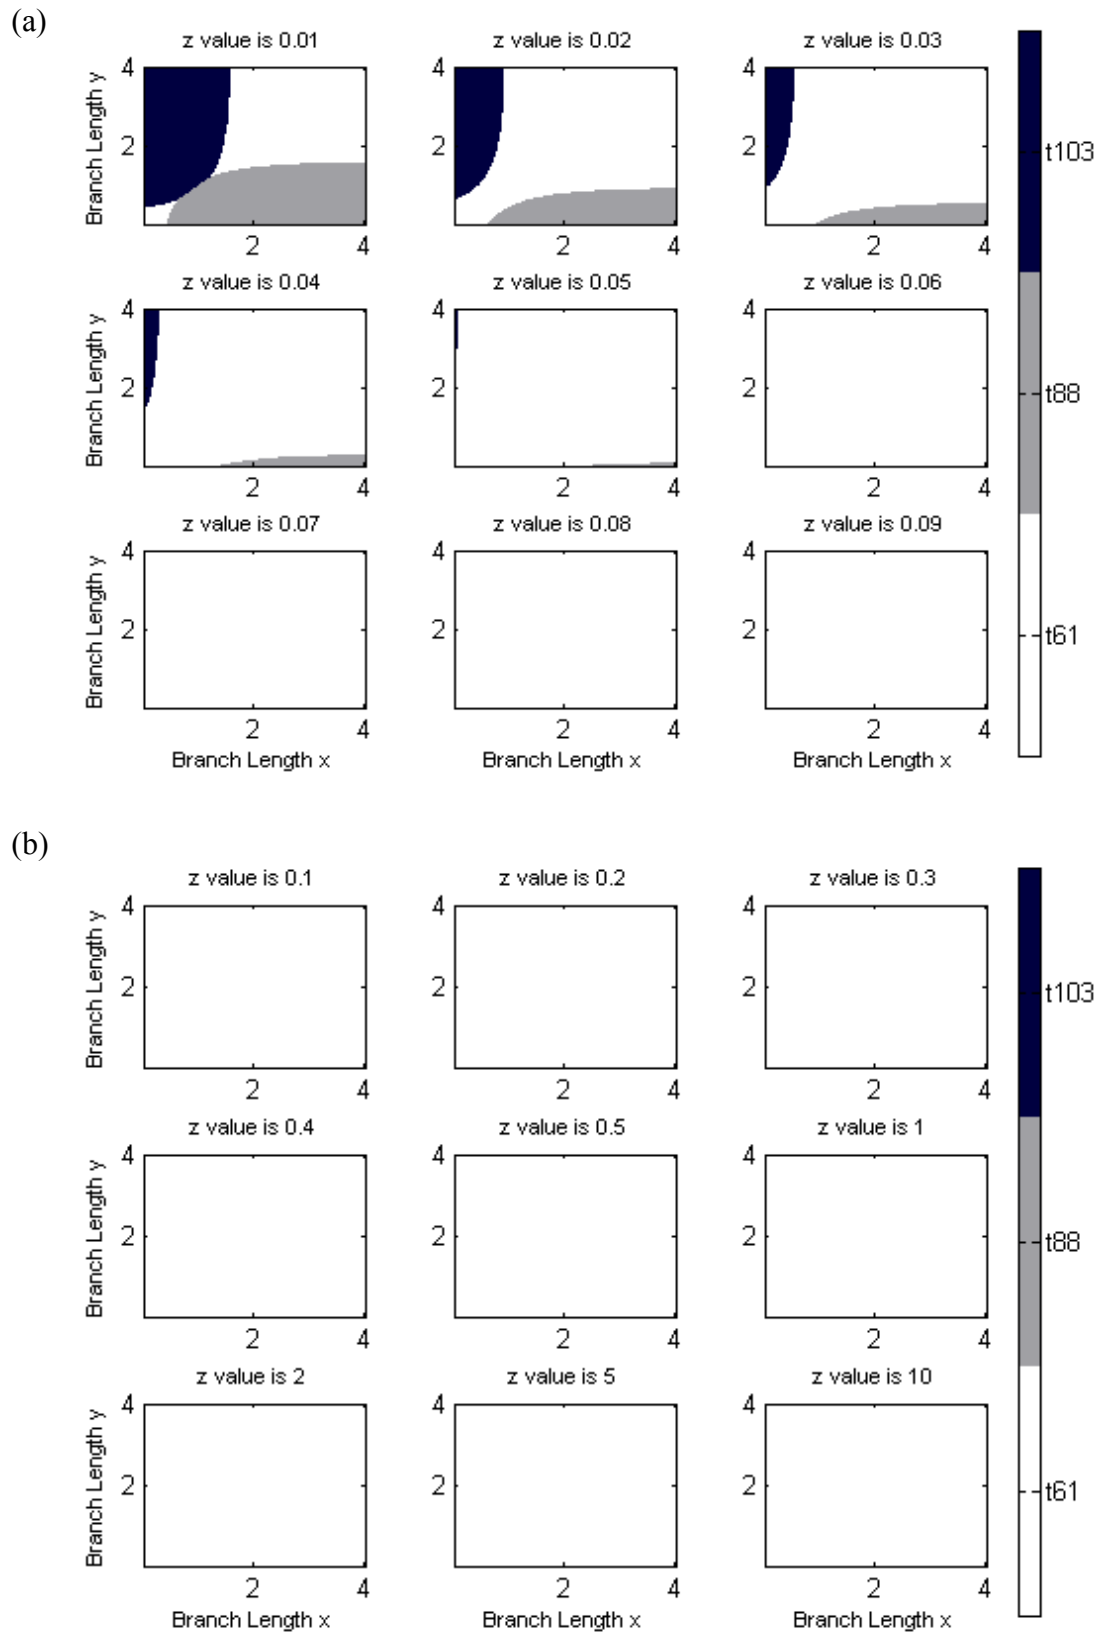 (a)
z value is 0.01 z value is 0.02 z value is 0.03
Branch Length y 4 2 2 4 4 2 2 4 4 2 2 4
z value is 0.04 z value is 0.05 z value is 0.06
Branch Length y 4 2 2 4 4 2 2 4 4 2 2 4
z value is 0.07 z value is 0.08 z value is 0.09
Branch Length y 4 2 2 4 4 2 2 4 4 2 2 4
Branch Length x Branch Length x Branch Length x
t103
t88
t61
(b)
z value is 0.1 z value is 0.2 z value is 0.3
Branch Length y 4 2 2 4 4 2 2 4 4 2 2 4
z value is 0.4 z value is 0.5 z value is 1
Branch Length y 4 2 2 4 4 2 2 4 4 2 2 4
z value is 2 z value is 5 z value is 10
Branch Length y 4 2 2 4 4 2 2 4 4 2 2 4
Branch Length x Branch Length x Branch Length x
t103
t88
t61